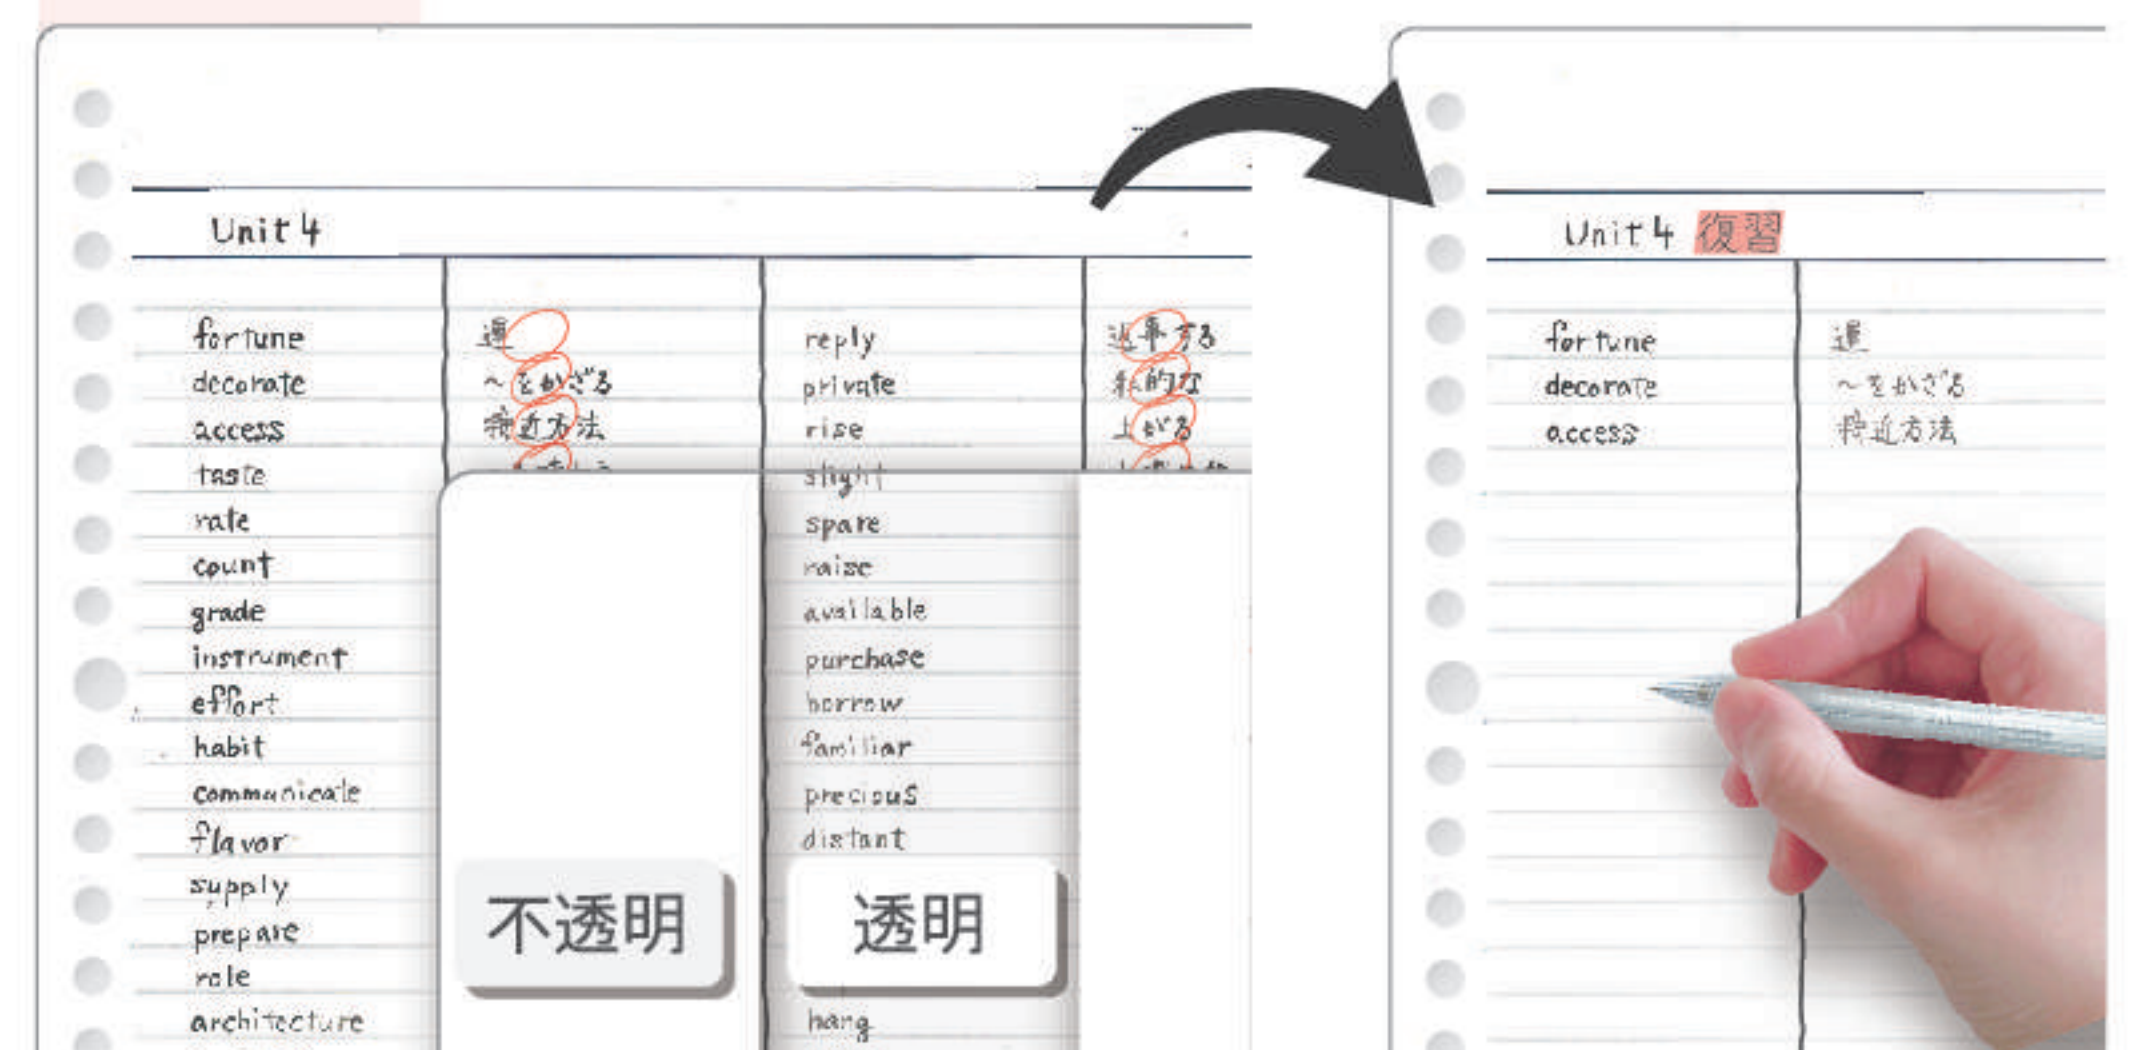 Unit 4
fortune 運 reply 返事する
decorate ～をかざる private 私的な
access 接近方法 rise 上がる
taste slight
rate spare
count raise
grade available
instrument purchase
effort borrow
habit familiar
communicate precious
flavor distant
supply
prepare
role
architecture hang
不透明 透明
Unit 4 復習
fortune 運
decorate ～をかざる
access 接近方法